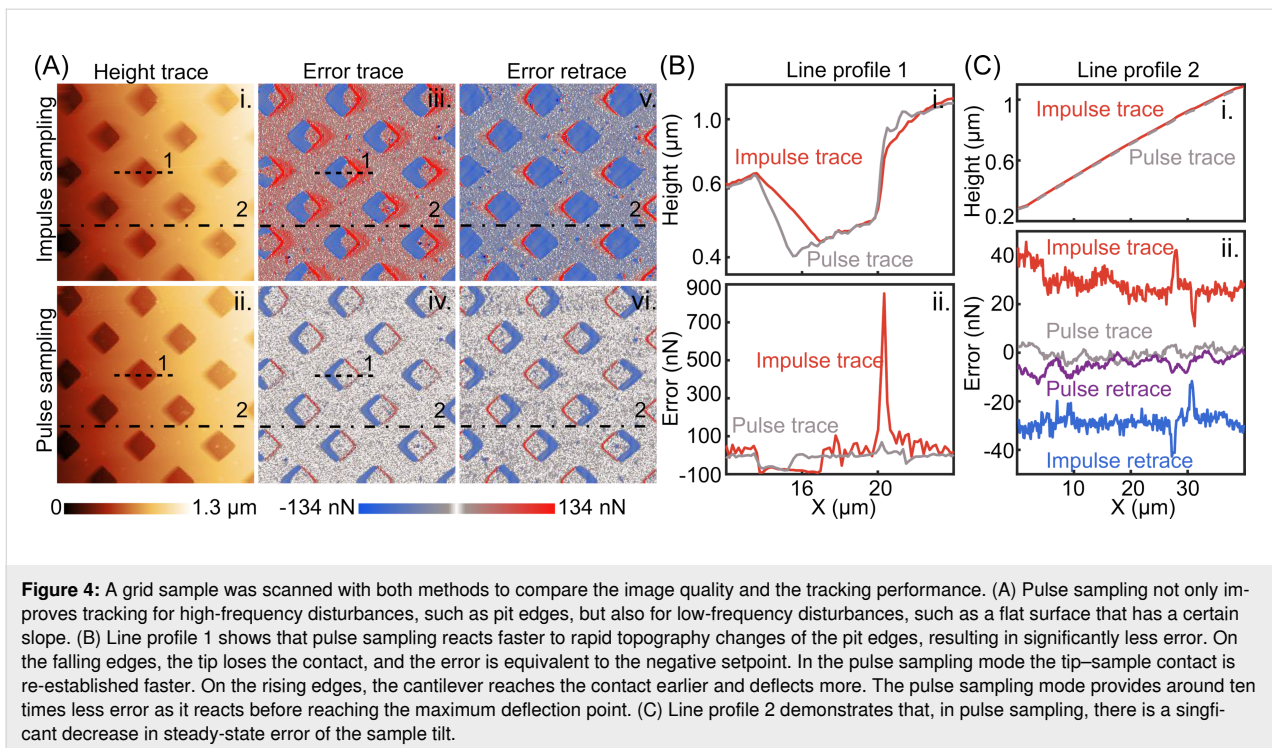 (A)
Height trace
Error trace
Error retrace
Impulse sampling
Pulse sampling
i.
iii.
v.
1
1
2
2
2
ii.
iv.
vi.
1
1
2
2
2
0
1.3 µm
-134 nN
134 nN
(B)
Line profile 1
i.
Height (µm)
1.0
0.6
0.4
Impulse trace
Pulse trace
ii.
Error (nN)
900
700
500
300
100
-100
Impulse trace
Pulse trace
16
20
X (µm)
(C)
Line profile 2
i.
Height (µm)
1
0.6
0.2
Impulse trace
Pulse trace
ii.
Error (nN)
40
20
0
-20
-40
Impulse trace
Pulse trace
Pulse retrace
Impulse retrace
10
20
30
X (µm)
Figure 4: A grid sample was scanned with both methods to compare the image quality and the tracking performance. (A) Pulse sampling not only im-
proves tracking for high-frequency disturbances, such as pit edges, but also for low-frequency disturbances, such as a flat surface that has a certain
slope. (B) Line profile 1 shows that pulse sampling reacts faster to rapid topography changes of the pit edges, resulting in significantly less error. On
the falling edges, the tip loses the contact, and the error is equivalent to the negative setpoint. In the pulse sampling mode the tip–sample contact is
re-established faster. On the rising edges, the cantilever reaches the contact earlier and deflects more. The pulse sampling mode provides around ten
times less error as it reacts before reaching the maximum deflection point. (C) Line profile 2 demonstrates that, in pulse sampling, there is a singfi-
cant decrease in steady-state error of the sample tilt.